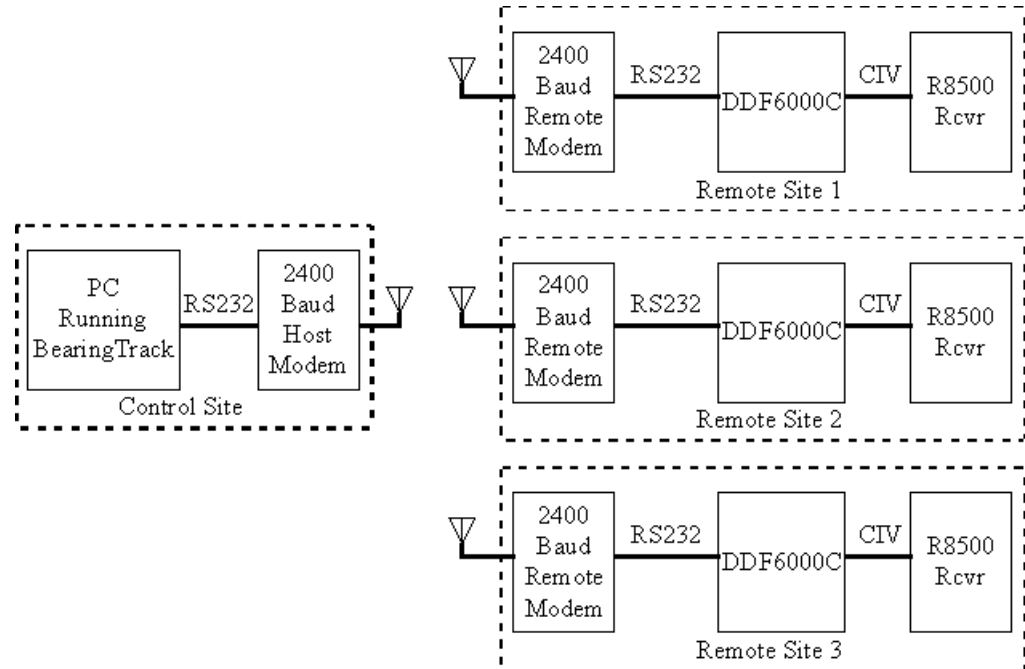 2400
Baud
Remote
Modem
RS232
DDF6000C
CIV
R8500
Rcvr
Remote Site 1
PC
Running
BearingTrack
RS232
2400
Baud
Host
Modem
Control Site
2400
Baud
Remote
Modem
RS232
DDF6000C
CIV
R8500
Rcvr
Remote Site 2
2400
Baud
Remote
Modem
RS232
DDF6000C
CIV
R8500
Rcvr
Remote Site 3